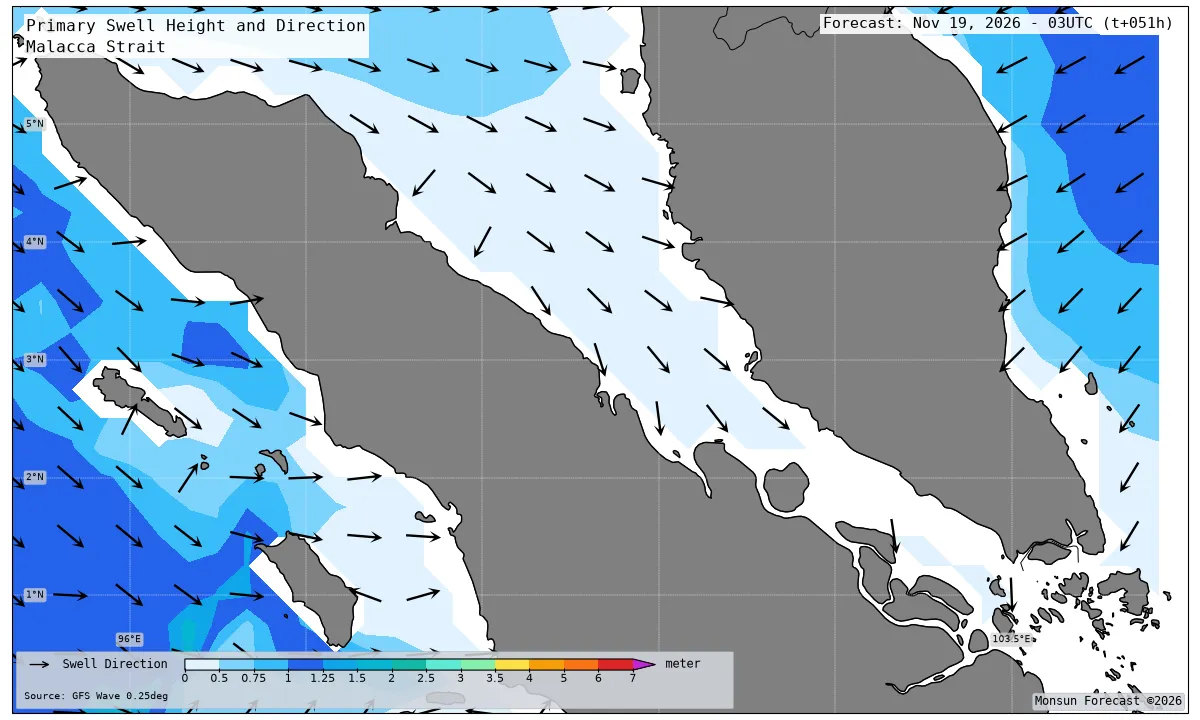 Primary Swell Height and Direction
Malacca Strait
Forecast: Nov 19, 2026 - 03UTC (t+051h)
5°N
4°N
3°N
2°N
1°N
96°E
103.5°E
Swell Direction
0 0.5 0.75 1 1.25 1.5 2 2.5 3 3.5 4 5 6 7
meter
Source: GFS Wave 0.25deg
Monsun Forecast ©2026